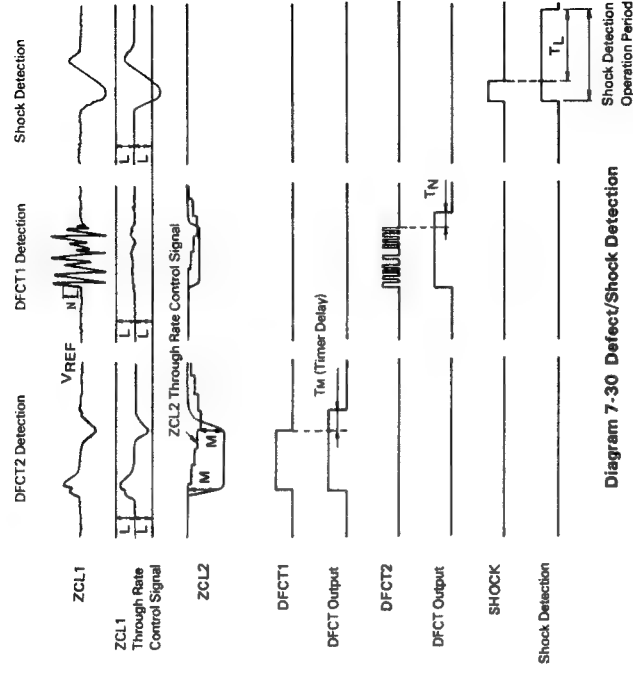 DFCT2 Detection
DFCT1 Detection
Shock Detection
ZCL1
VREF
N
ZCL1
Through Rate
Control Signal
L
L
L
L
L
L
ZCL2
ZCL2 Through Rate Control Signal
M
M
DFCT1
DFCT Output
TM (Timer Delay)
DFCT2
DFCT Output
TN
SHOCK
Shock Detection
TL
Shock Detection
Operation Period
Diagram 7-30 Defect/Shock Detection